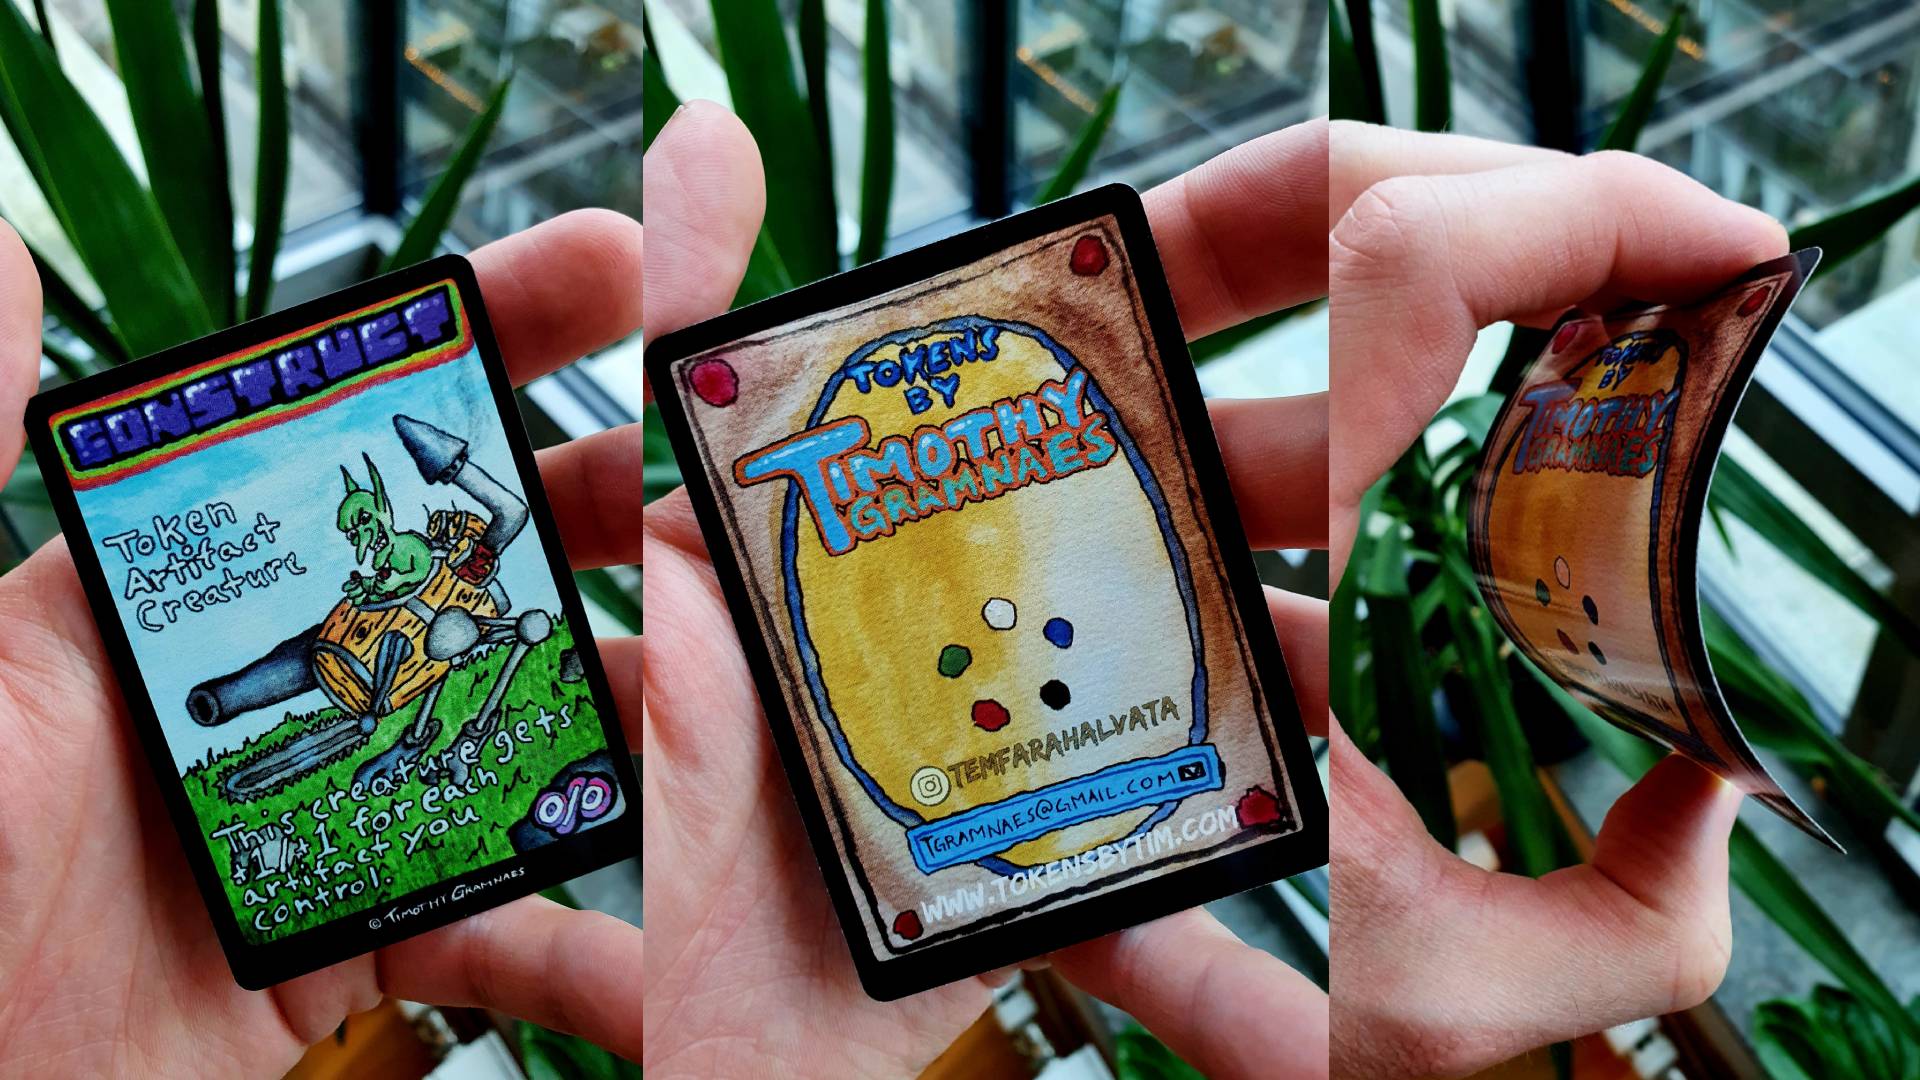 CONSTRUCT
Token
Artifact
Creature
This creature gets
+1/+1 for each
artifact you
control.
0/0
© TIMOTHY GRAMNAES
TOKENS
BY
TIMOTHY
GRAMNAES
TEMFARAHALVATA
TGRAMNAES@GMAIL.COM
WWW.TOKENSBYTIM.COM
TOKENS
BY
TIMOTHY
GRAMNAES